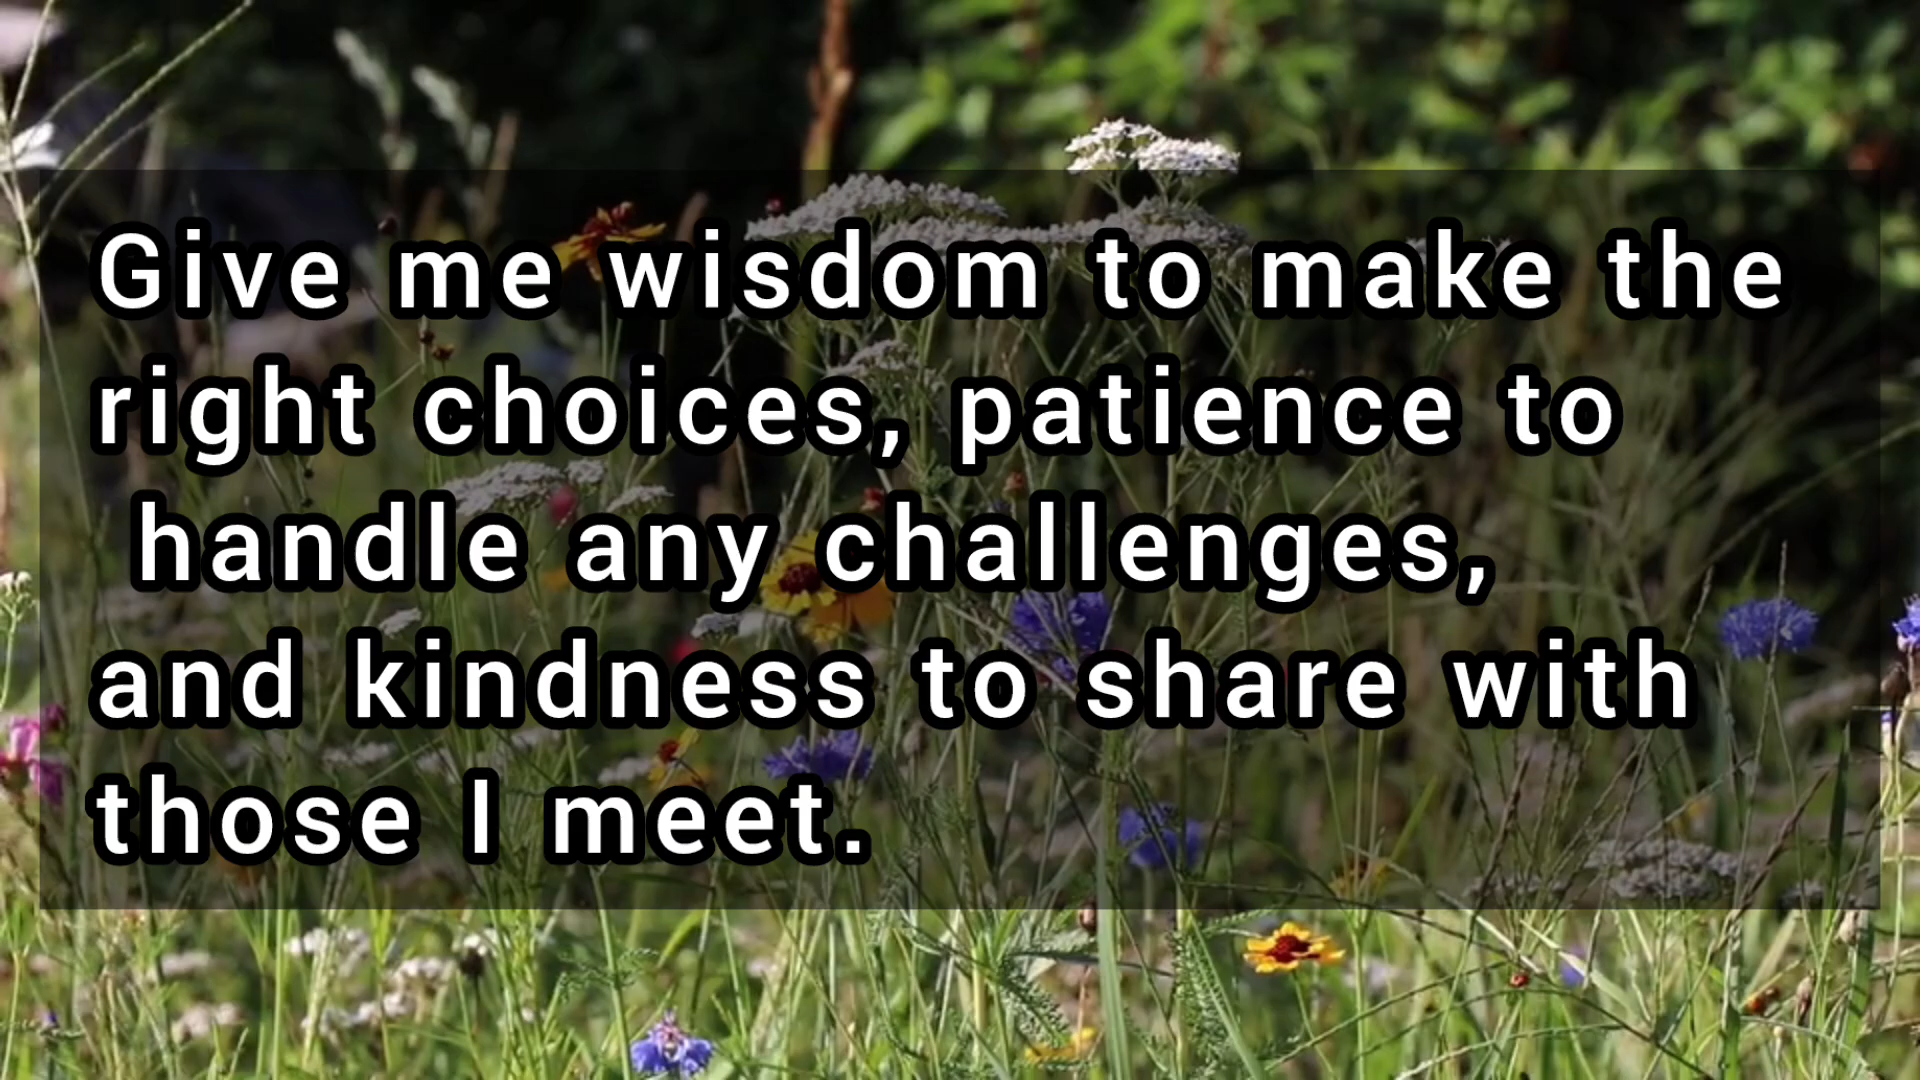 Give me wisdom to make the
right choices, patience to
handle any challenges,
and kindness to share with
those I meet.